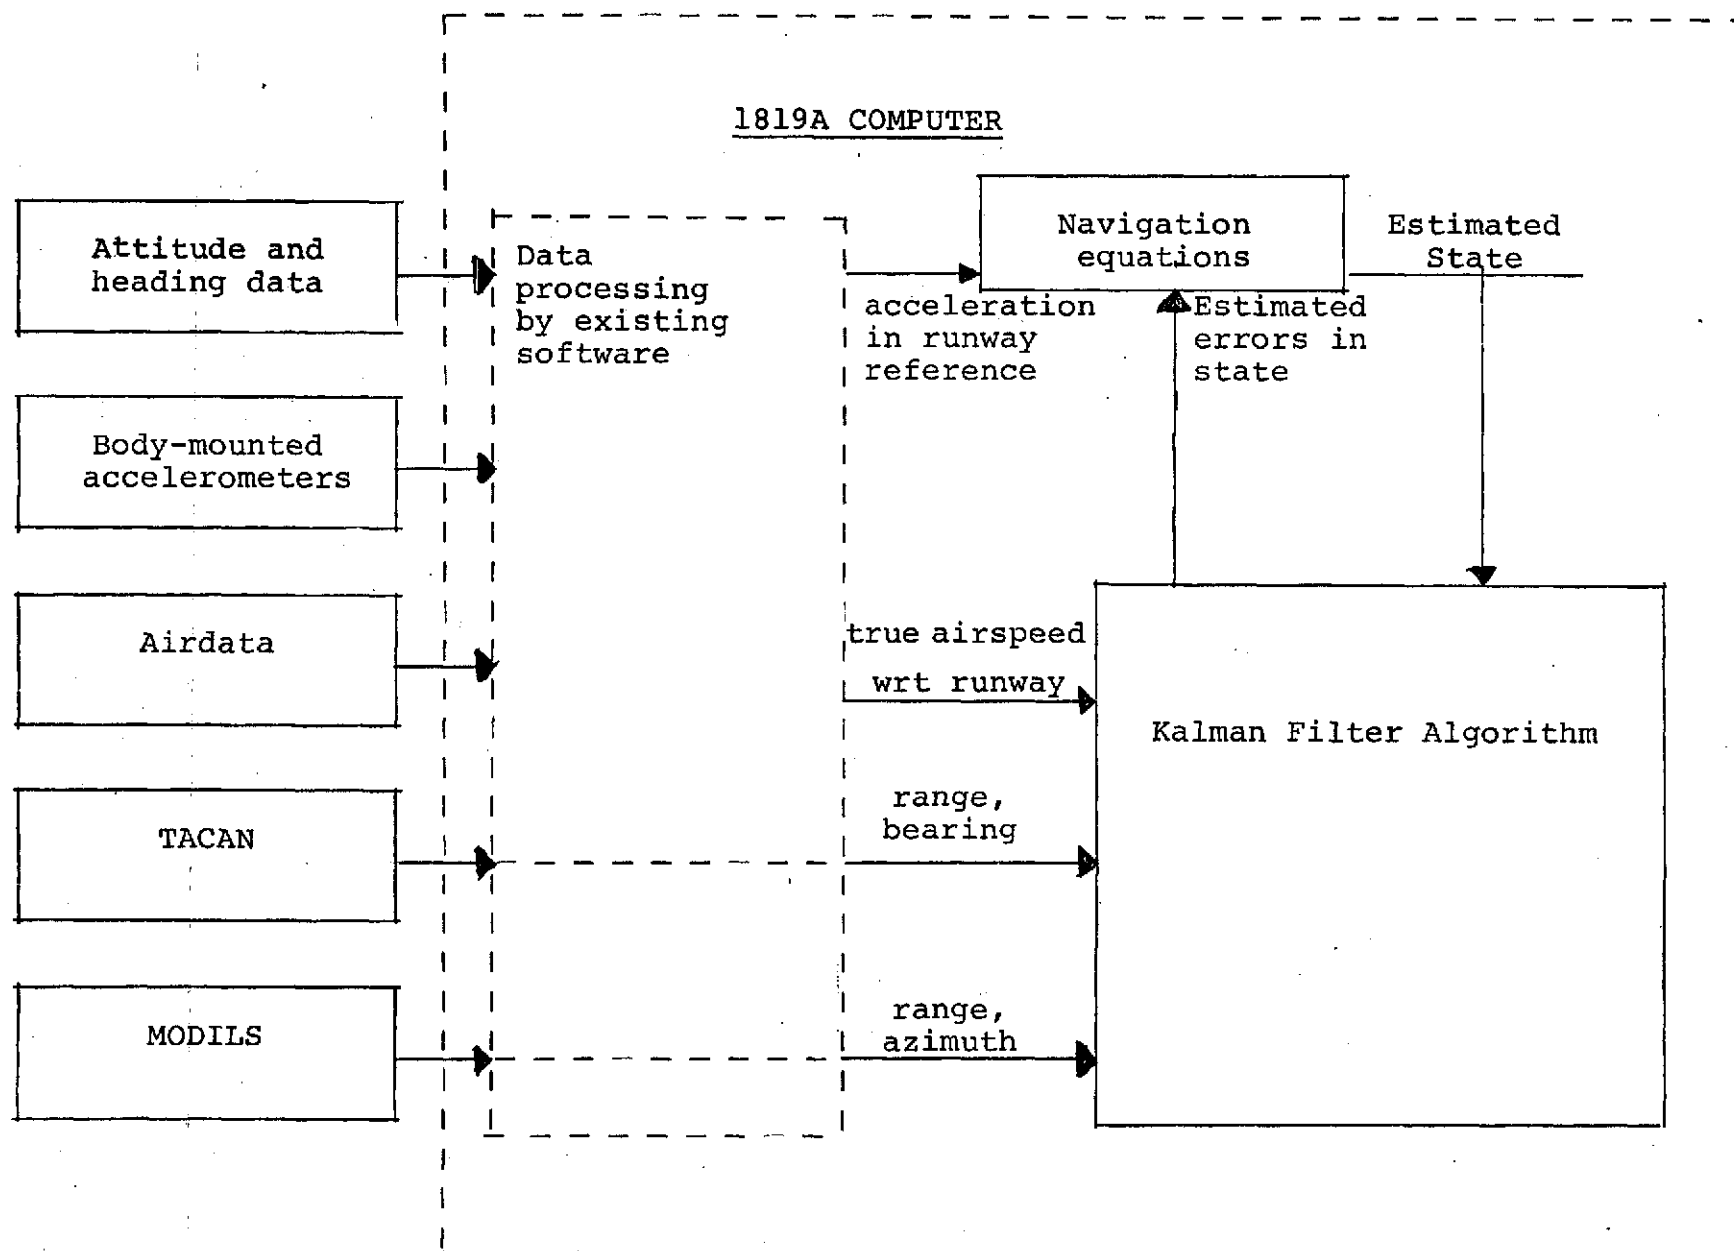 1819A COMPUTER
Attitude and
heading data
Body-mounted
accelerometers
Airdata
TACAN
MODILS
Data
processing
by existing
software
acceleration
in runway
reference
Navigation
equations
Estimated
State
Estimated
errors in
state
true airspeed
wrt runway
range,
bearing
range,
azimuth
Kalman Filter Algorithm